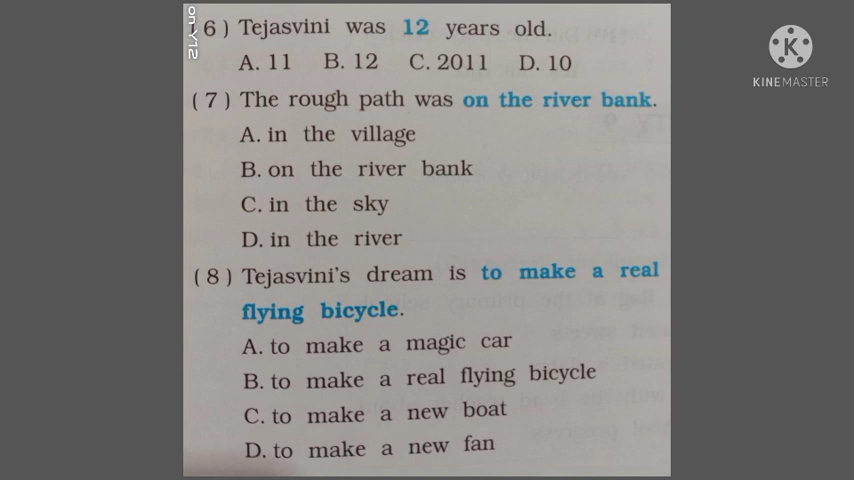 (6) Tejasvini was 12 years old.
A. 11 B. 12 C. 2011 D. 10
(7) The rough path was on the river bank.
A. in the village
B. on the river bank
C. in the sky
D. in the river
(8) Tejasvini's dream is to make a real
flying bicycle.
A. to make a magic car
B. to make a real flying bicycle
C. to make a new boat
D. to make a new fan
on Y12
K
KINEMASTER